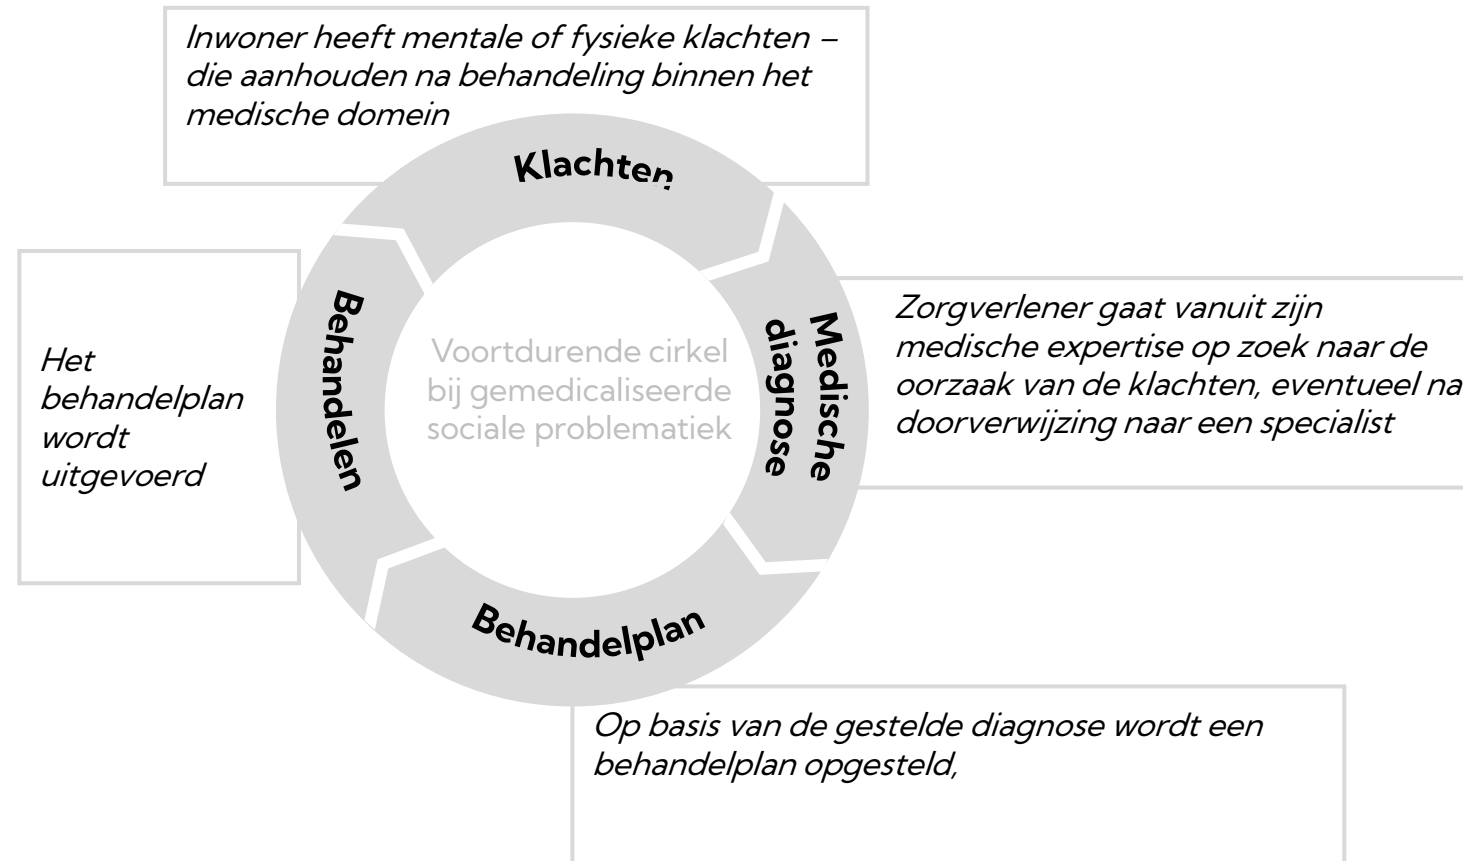 Inwoner heeft mentale of fysieke klachten –
die aanhouden na behandeling binnen het
medische domein
Klachten
Zorgverlener gaat vanuit zijn
medische expertise op zoek naar de
oorzaak van de klachten, eventueel na
doorverwijzing naar een specialist
Medische
diagnose
Voortdurende cirkel
bij gemedicaliseerde
sociale problematiek
Behandelen
Het
behandelplan
wordt
uitgevoerd
Behandelplan
Op basis van de gestelde diagnose wordt een
behandelplan opgesteld,